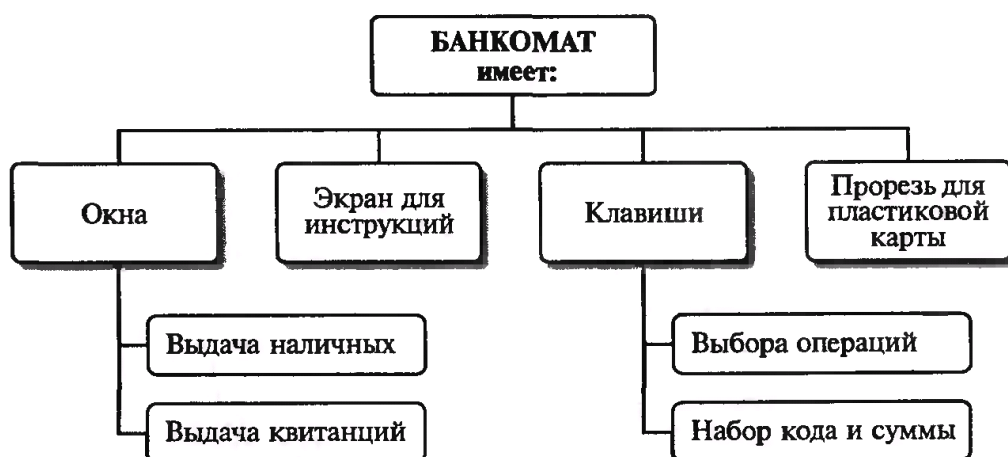 БАНКОМАТ
имеет:
Окна
Экран для
инструкций
Клавиши
Прорезь для
пластиковой
карты
Выдача наличных
Выдача квитанций
Выбора операций
Набор кода и суммы